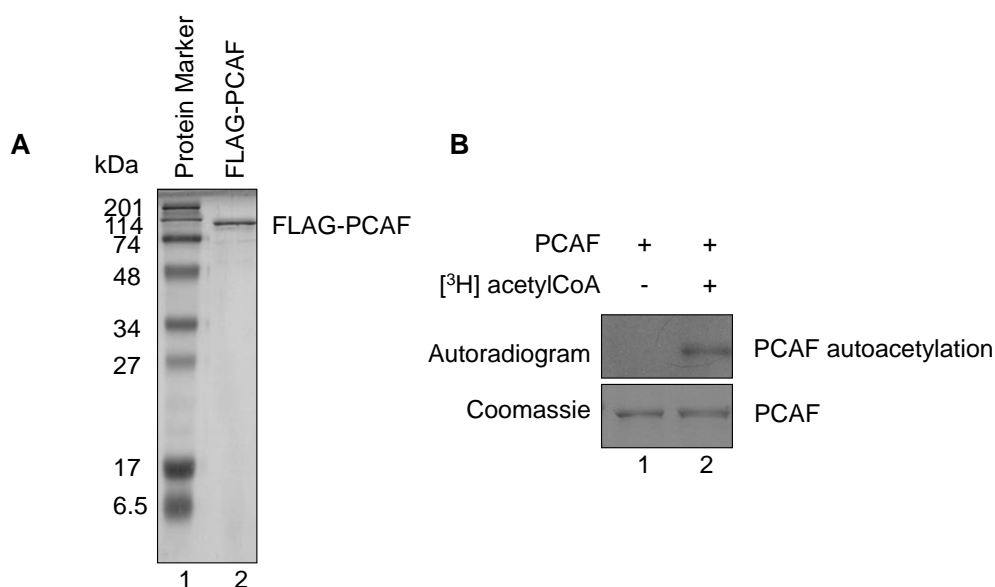 A
kDa
Protein Marker
FLAG-PCAF
201
114
74
48
34
27
17
6.5
FLAG-PCAF
1 2
B
PCAF + +
[³H] acetylCoA - +
Autoradiogram PCAF autoacetylation
Coomassie PCAF
1 2